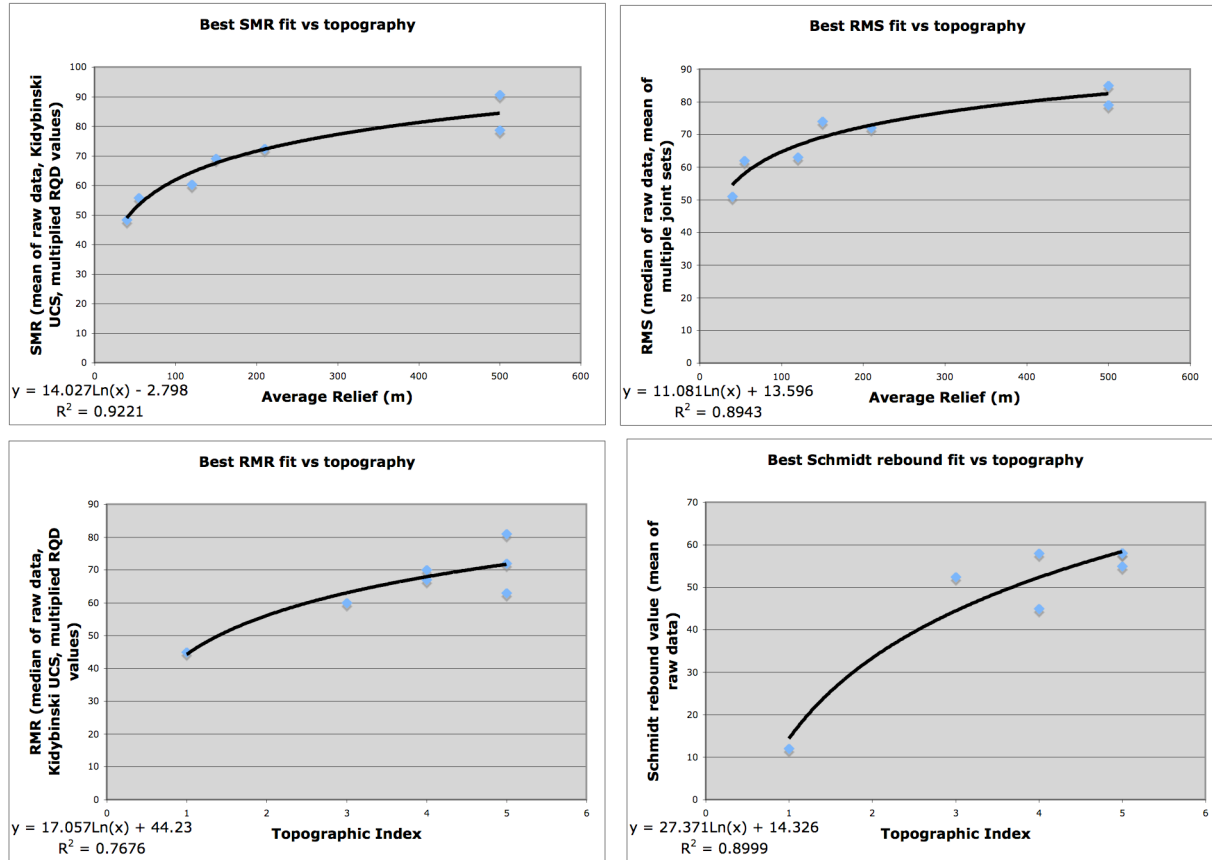 Best SMR fit vs topography
SMR (mean of raw data, Kidybinski
UCS, multiplied RQD values)
100
90
80
70
60
50
40
30
20
10
0
0 100 200 300 400 500 600
Average Relief (m)
y = 14.027Ln(x) - 2.798
R² = 0.9221
Best RMS fit vs topography
RMS (median of raw data, mean of
multiple joint sets)
90
80
70
60
50
40
30
20
10
0
0 100 200 300 400 500 600
Average Relief (m)
y = 11.081Ln(x) + 13.596
R² = 0.8943
Best RMR fit vs topography
RMR (median of raw data,
Kidybinski UCS, multiplied RQD
values)
90
80
70
60
50
40
30
20
10
0
0 1 2 3 4 5 6
Topographic Index
y = 17.057Ln(x) + 44.23
R² = 0.7676
Best Schmidt rebound fit vs topography
Schmidt rebound value (mean of
raw data)
70
60
50
40
30
20
10
0
0 1 2 3 4 5 6
Topographic Index
y = 27.371Ln(x) + 14.326
R² = 0.8999